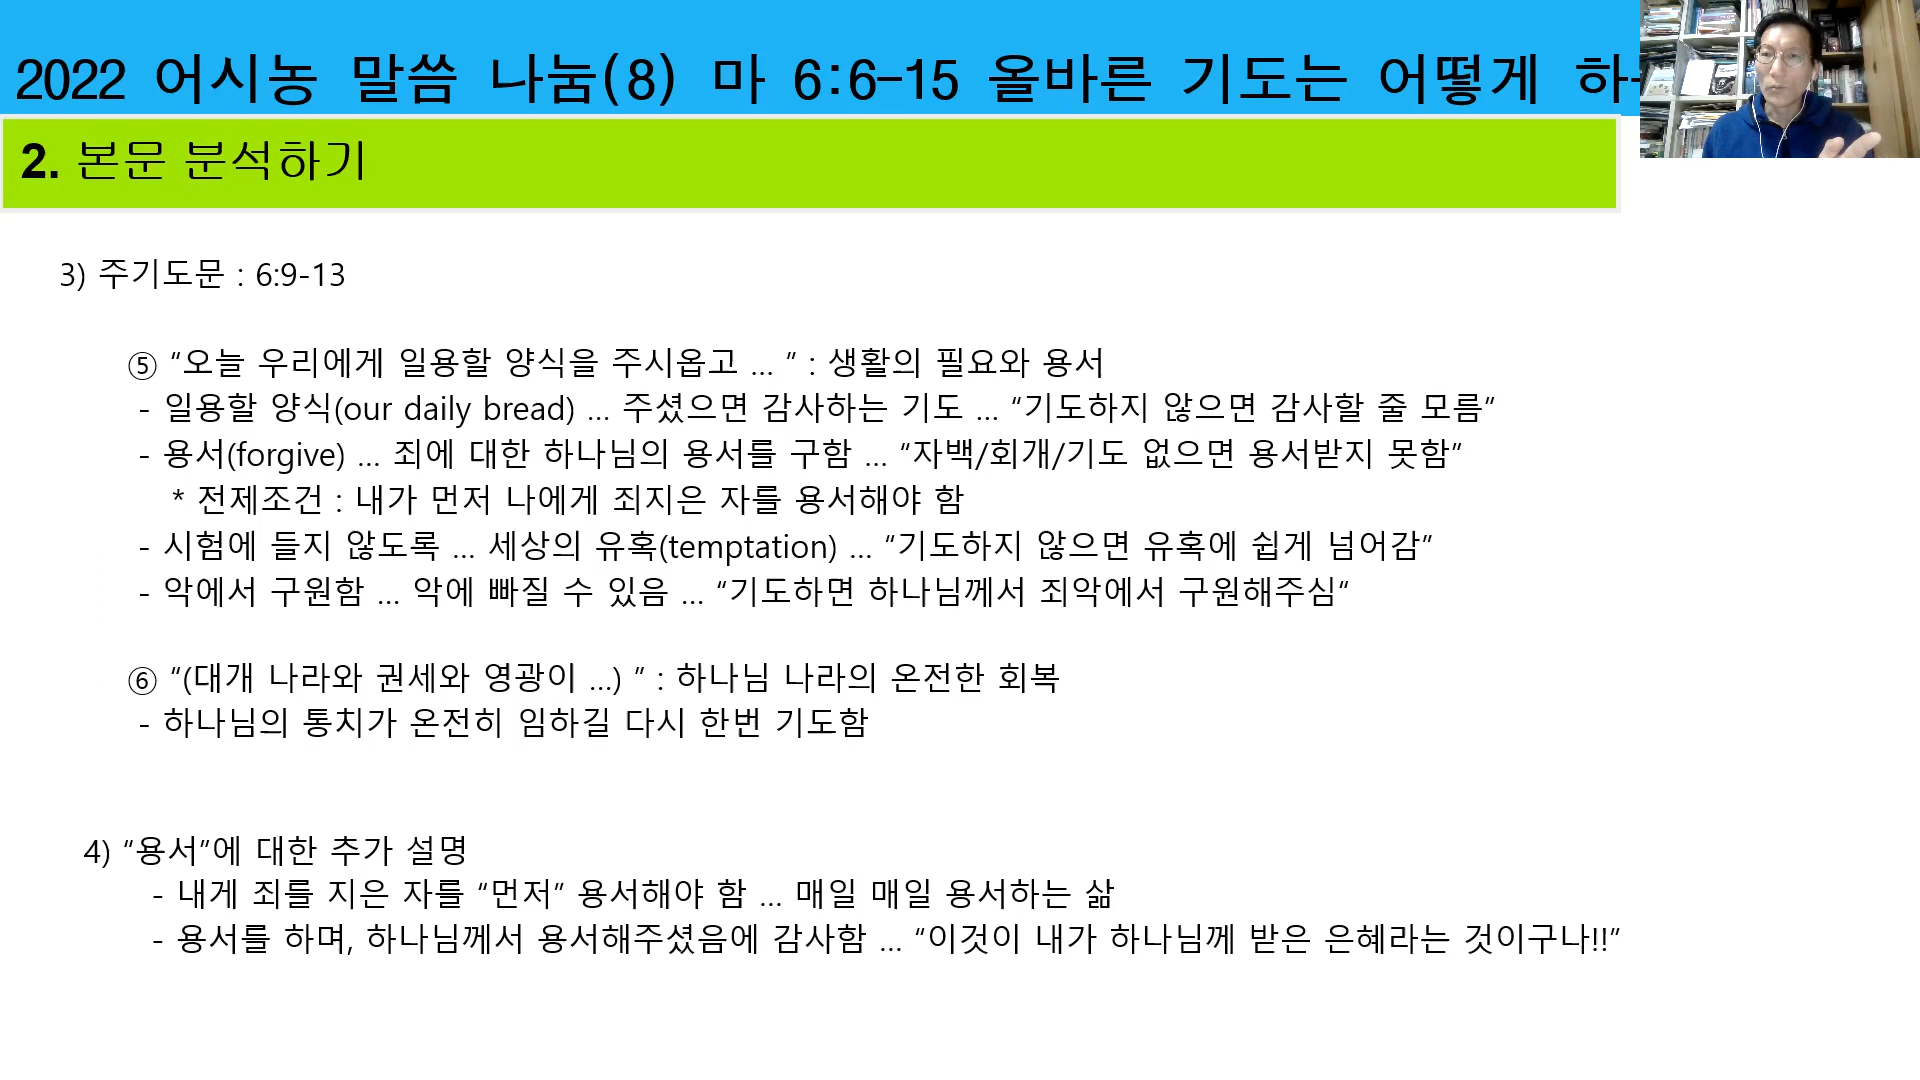 2022 어시농 말씀 나눔(8) 마 6:6-15 올바른 기도는 어떻게
2. 본문 분석하기
3) 주기도문 : 6:9-13
⑤ “오늘 우리에게 일용할 양식을 주시옵고 … ” : 생활의 필요와 용서
- 일용할 양식(our daily bread) … 주셨으면 감사하는 기도 … “기도하지 않으면 감사할 줄 모름”
- 용서(forgive) … 죄에 대한 하나님의 용서를 구함 … “자백/회개/기도 없으면 용서받지 못함”
* 전제조건 : 내가 먼저 나에게 죄지은 자를 용서해야 함
- 시험에 들지 않도록 … 세상의 유혹(temptation) … “기도하지 않으면 유혹에 쉽게 넘어감”
- 악에서 구원함 … 악에 빠질 수 있음 … “기도하면 하나님께서 죄악에서 구원해주심“
⑥ “(대개 나라와 권세와 영광이 …) ” : 하나님 나라의 온전한 회복
- 하나님의 통치가 온전히 임하길 다시 한번 기도함
4) “용서”에 대한 추가 설명
- 내게 죄를 지은 자를 “먼저” 용서해야 함 … 매일 매일 용서하는 삶
- 용서를 하며, 하나님께서 용서해주셨음에 감사함 … “이것이 내가 하나님께 받은 은혜라는 것이구나!!”